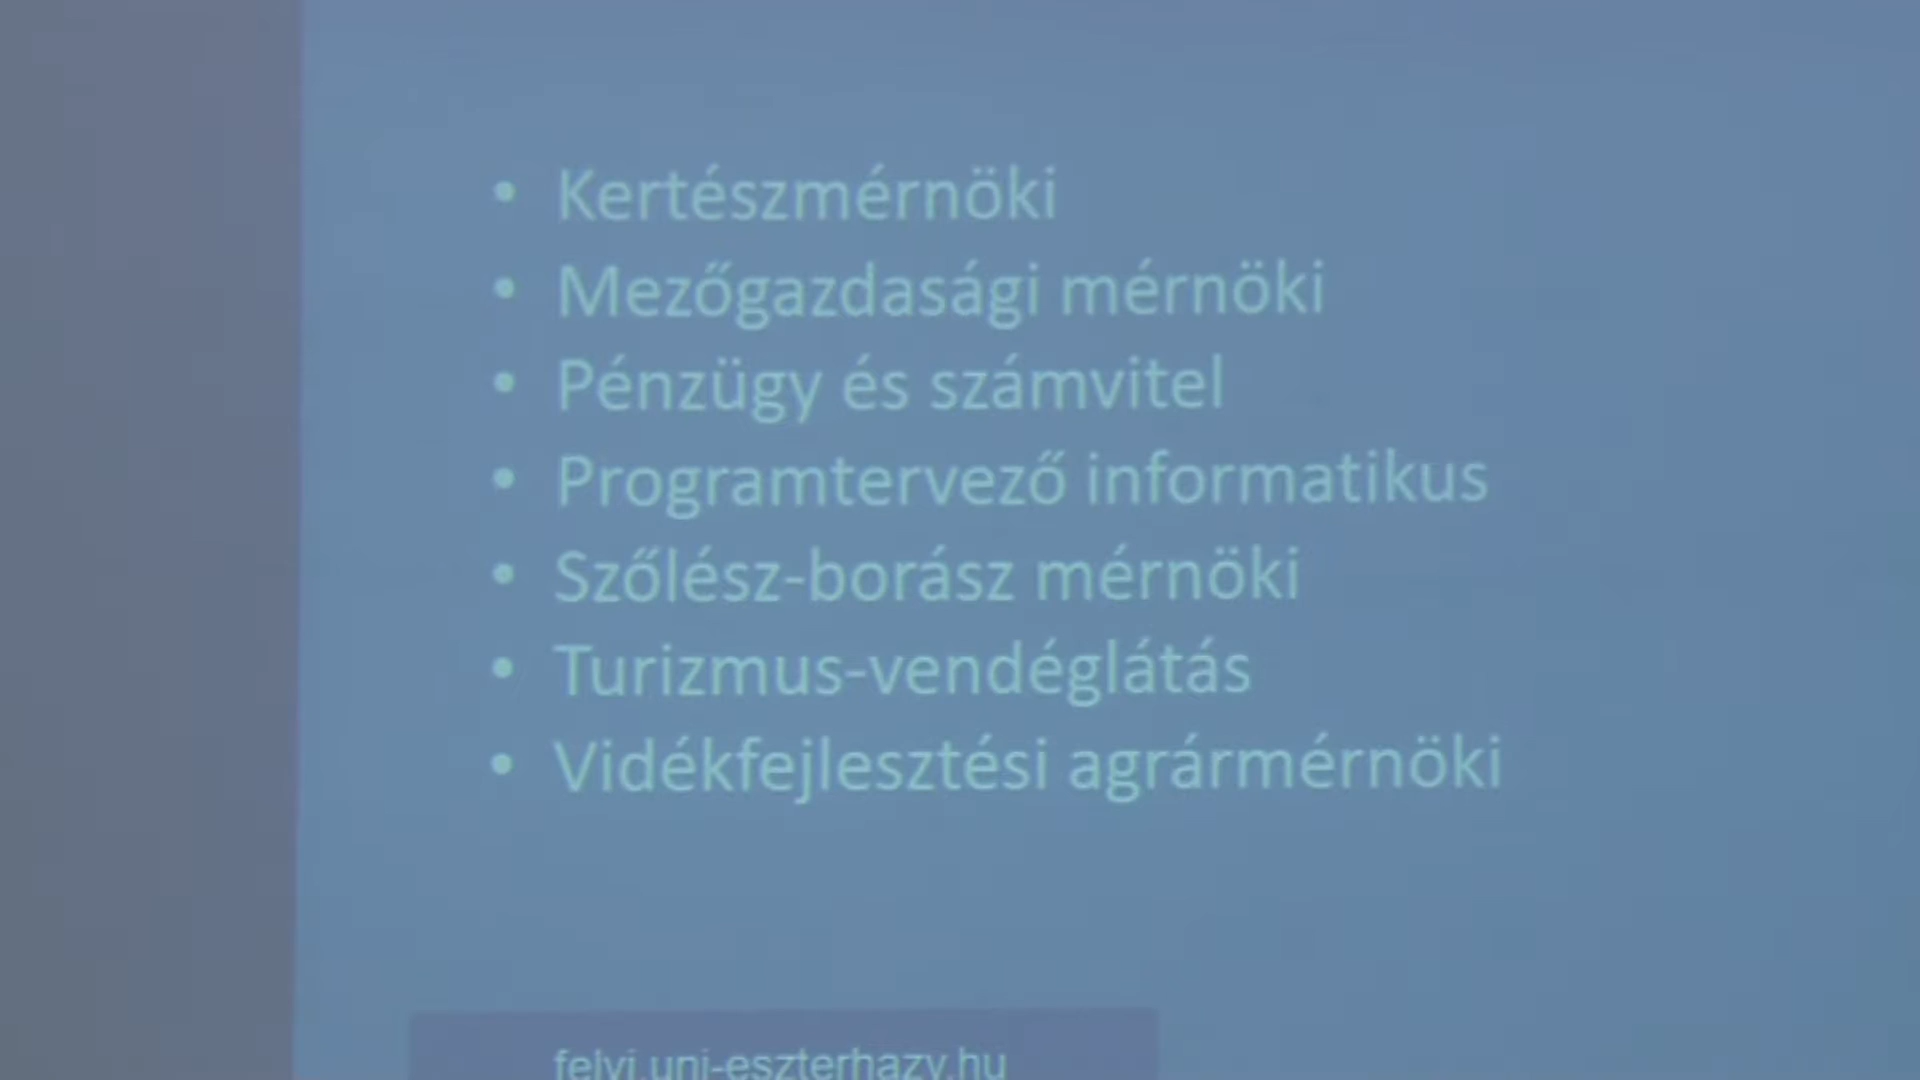 • Kertészmérnöki
• Mezőgazdasági mérnöki
• Pénzügy és számvitel
• Programtervező informatikus
• Szőlész-borász mérnöki
• Turizmus-vendéglátás
• Vidékfejlesztési agrármérnöki
felvi.uni-eszterhazy.hu